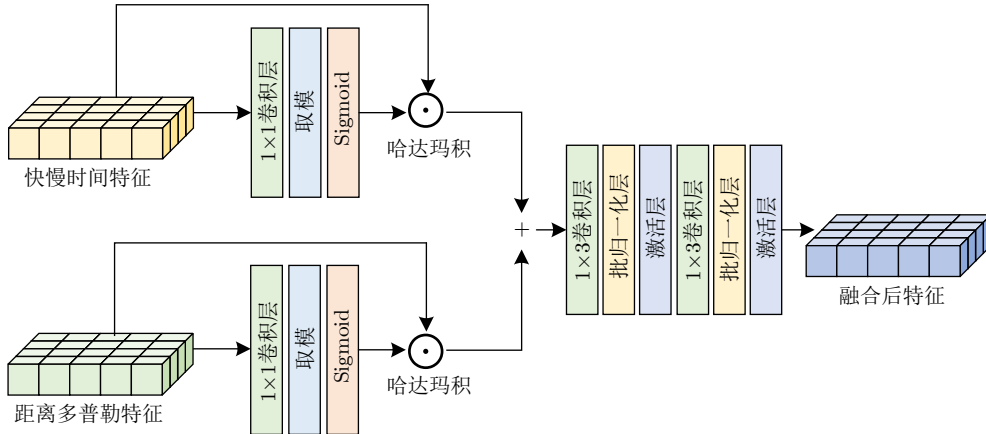 快慢时间特征
1×1卷积层
取模
Sigmoid
哈达玛积
距离多普勒特征
1×1卷积层
取模
Sigmoid
哈达玛积
+
1×3卷积层
批归一化层
激活层
1×3卷积层
批归一化层
激活层
融合后特征